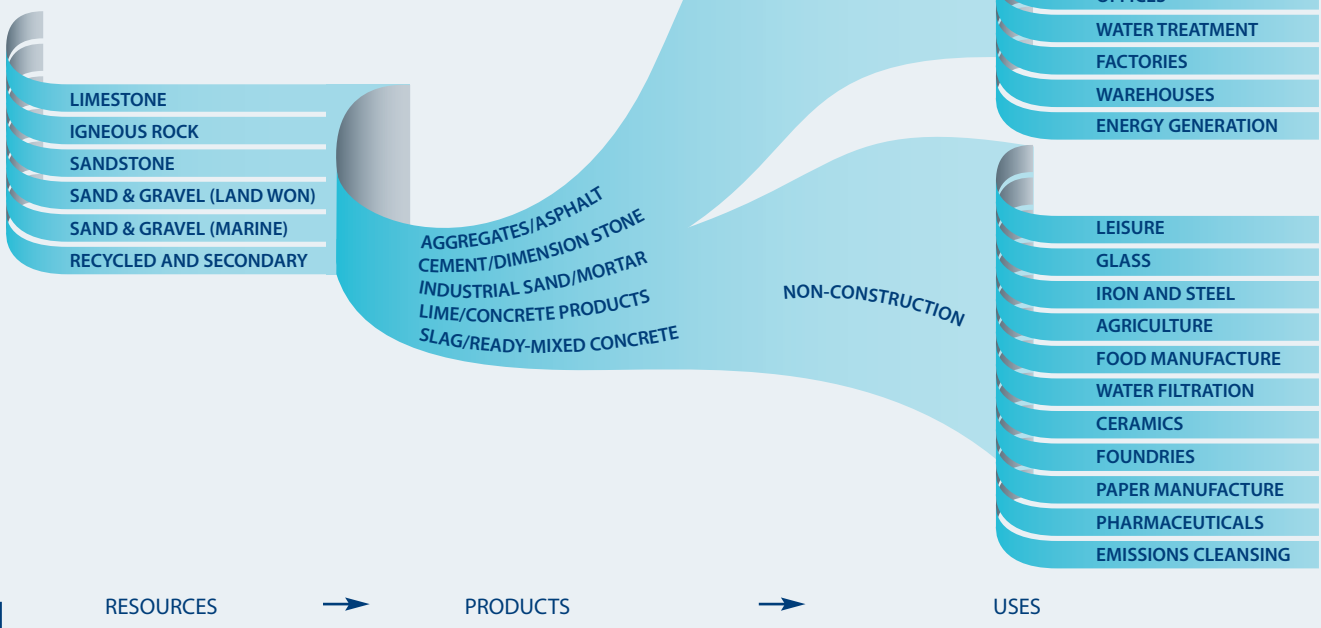 WATER TREATMENT
FACTORIES
WAREHOUSES
ENERGY GENERATION
LIMESTONE
IGNEOUS ROCK
SANDSTONE
SAND & GRAVEL (LAND WON)
SAND & GRAVEL (MARINE)
RECYCLED AND SECONDARY
AGGREGATES/ASPHALT
CEMENT/DIMENSION STONE
INDUSTRIAL SAND/MORTAR
LIME/CONCRETE PRODUCTS
SLAG/READY-MIXED CONCRETE
NON-CONSTRUCTION
LEISURE
GLASS
IRON AND STEEL
AGRICULTURE
FOOD MANUFACTURE
WATER FILTRATION
CERAMICS
FOUNDRIES
PAPER MANUFACTURE
PHARMACEUTICALS
EMISSIONS CLEANSING
RESOURCES
PRODUCTS
USES